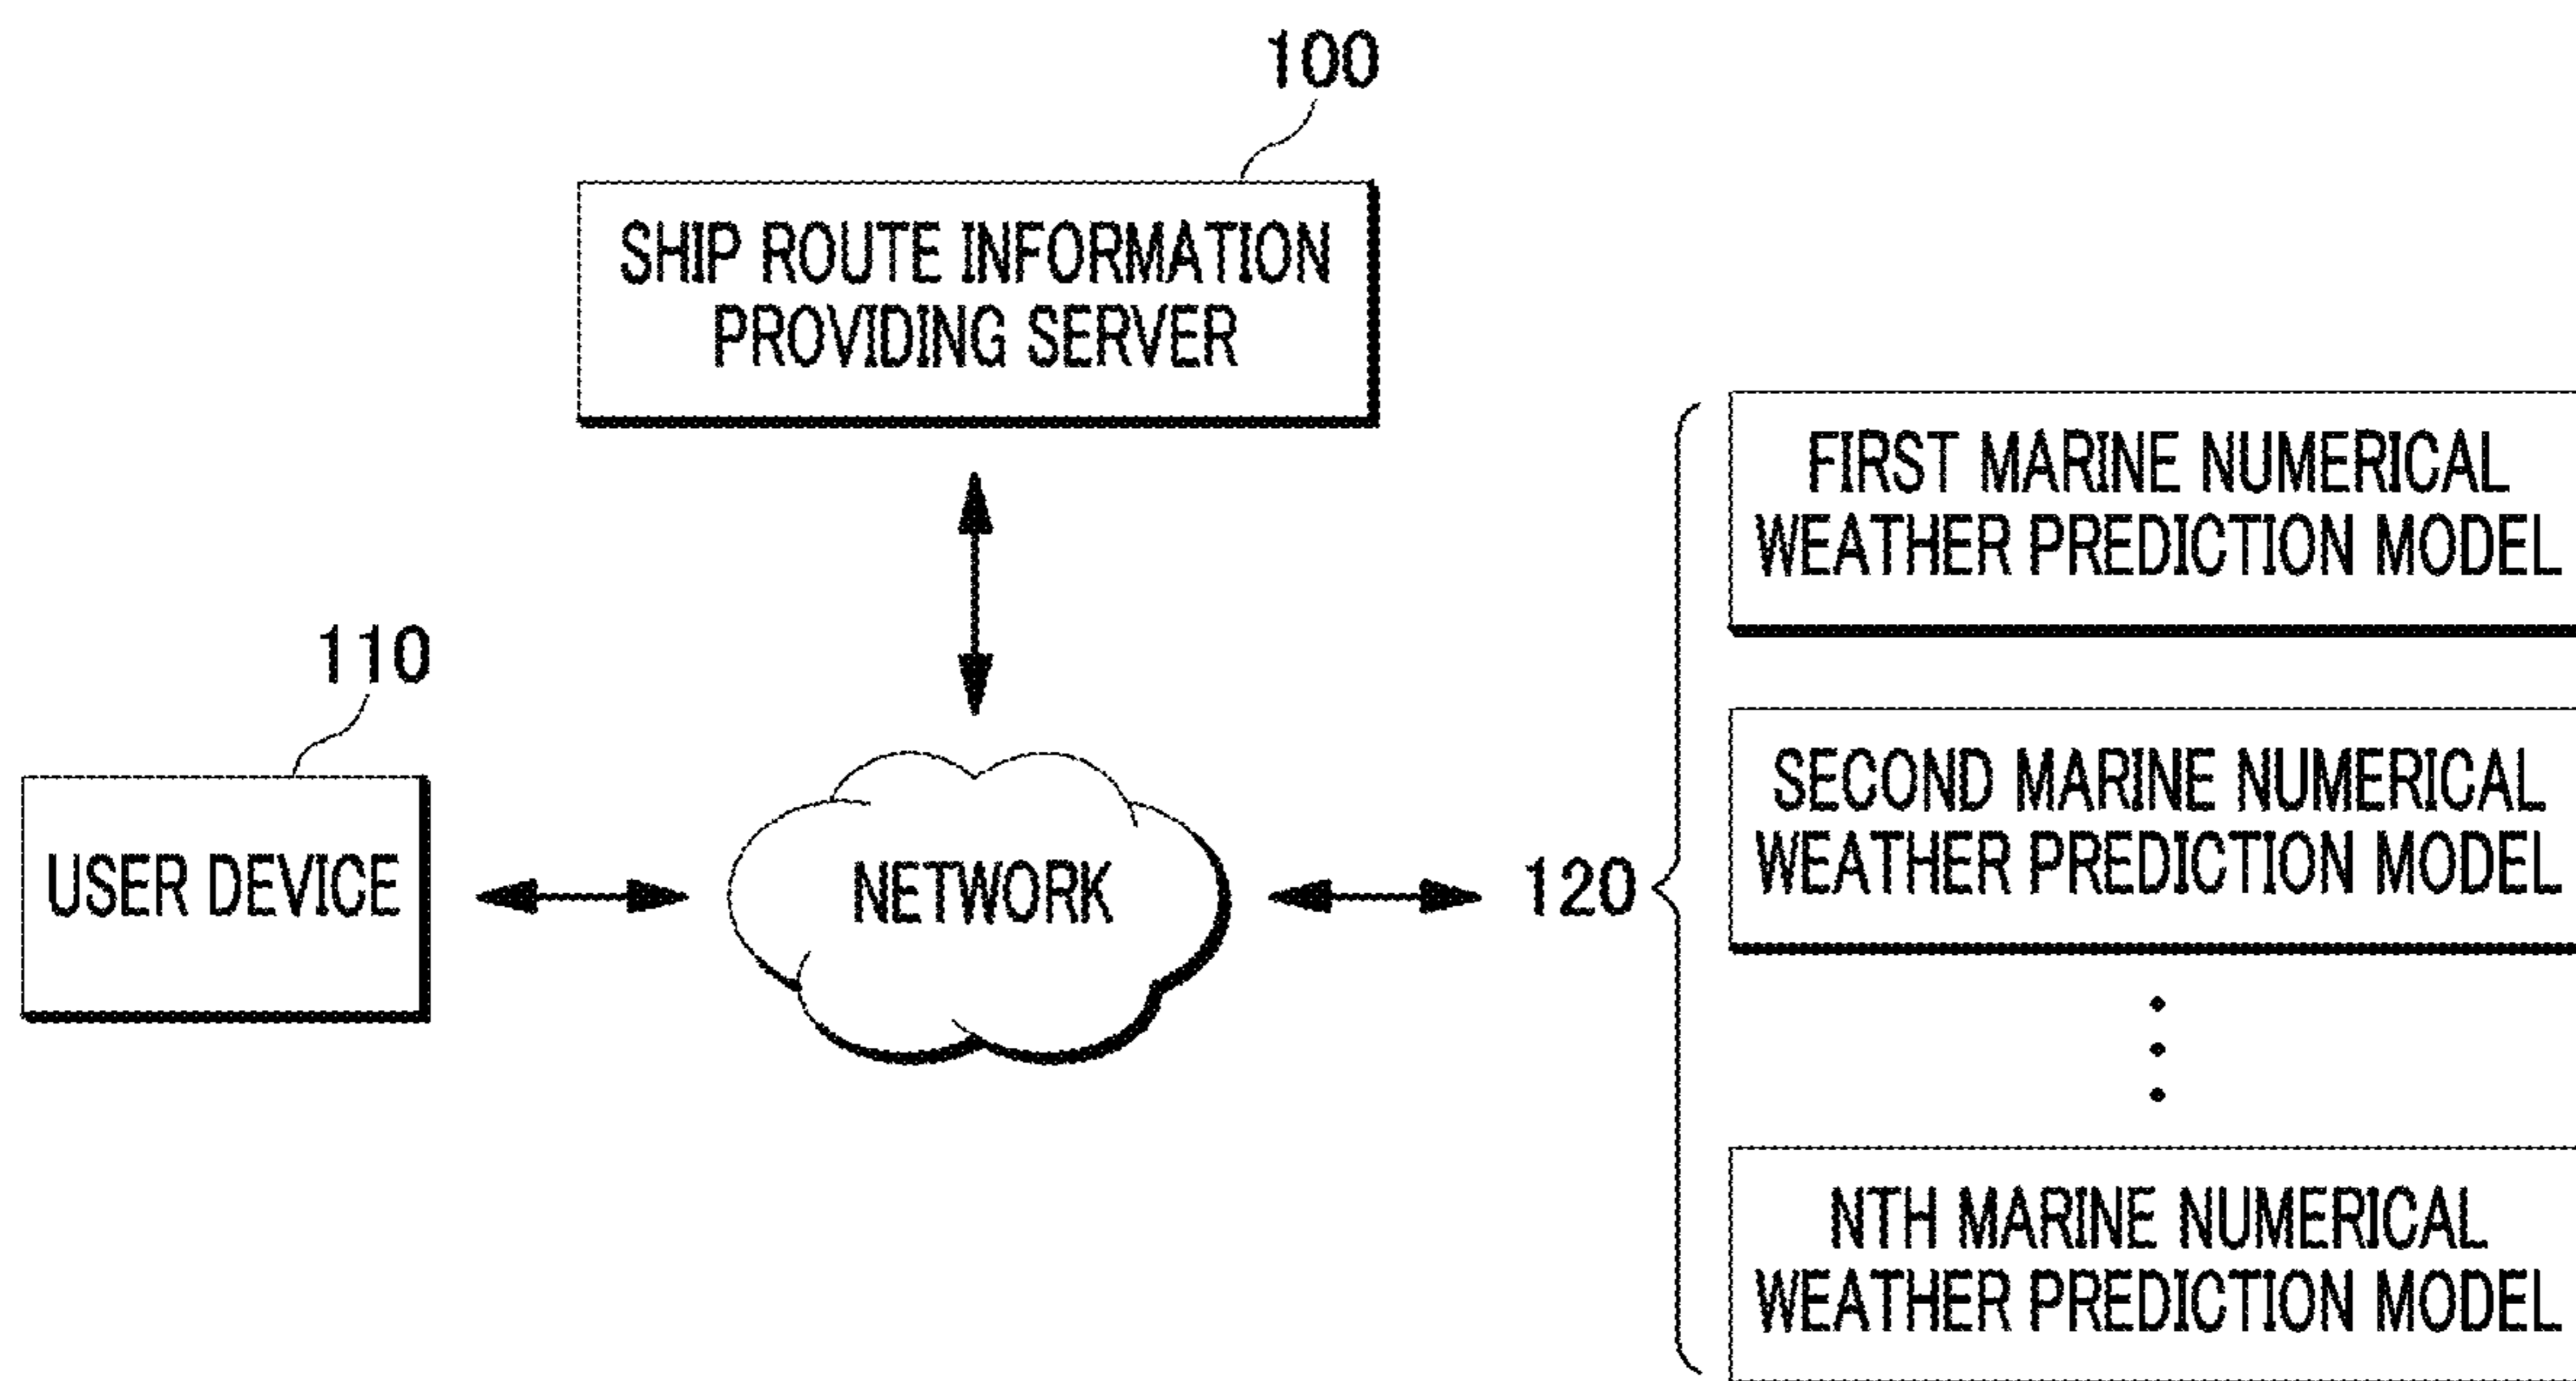 100
SHIP ROUTE INFORMATION
PROVIDING SERVER
110
USER DEVICE
NETWORK
120
FIRST MARINE NUMERICAL
WEATHER PREDICTION MODEL
SECOND MARINE NUMERICAL
WEATHER PREDICTION MODEL
NTH MARINE NUMERICAL
WEATHER PREDICTION MODEL